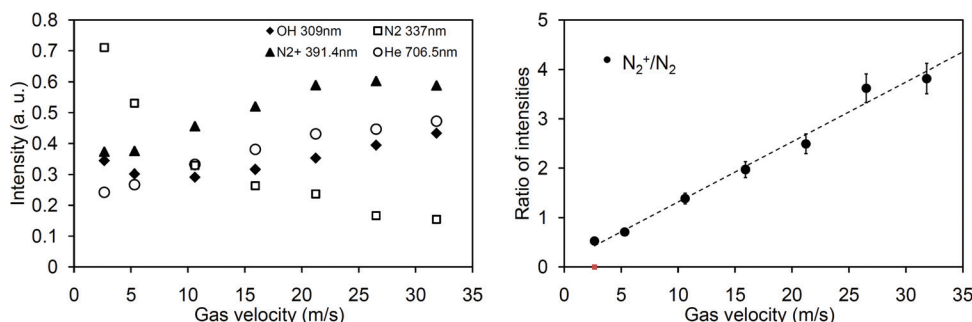 OH 309nm
N2 337nm
N2+ 391.4nm
He 706.5nm
Intensity (a. u.)
0.8
0.7
0.6
0.5
0.4
0.3
0.2
0.1
0
0 5 10 15 20 25 30 35
Gas velocity (m/s)
N₂⁺/N₂
Ratio of intensities
5
4
3
2
1
0
0 5 10 15 20 25 30 35
Gas velocity (m/s)